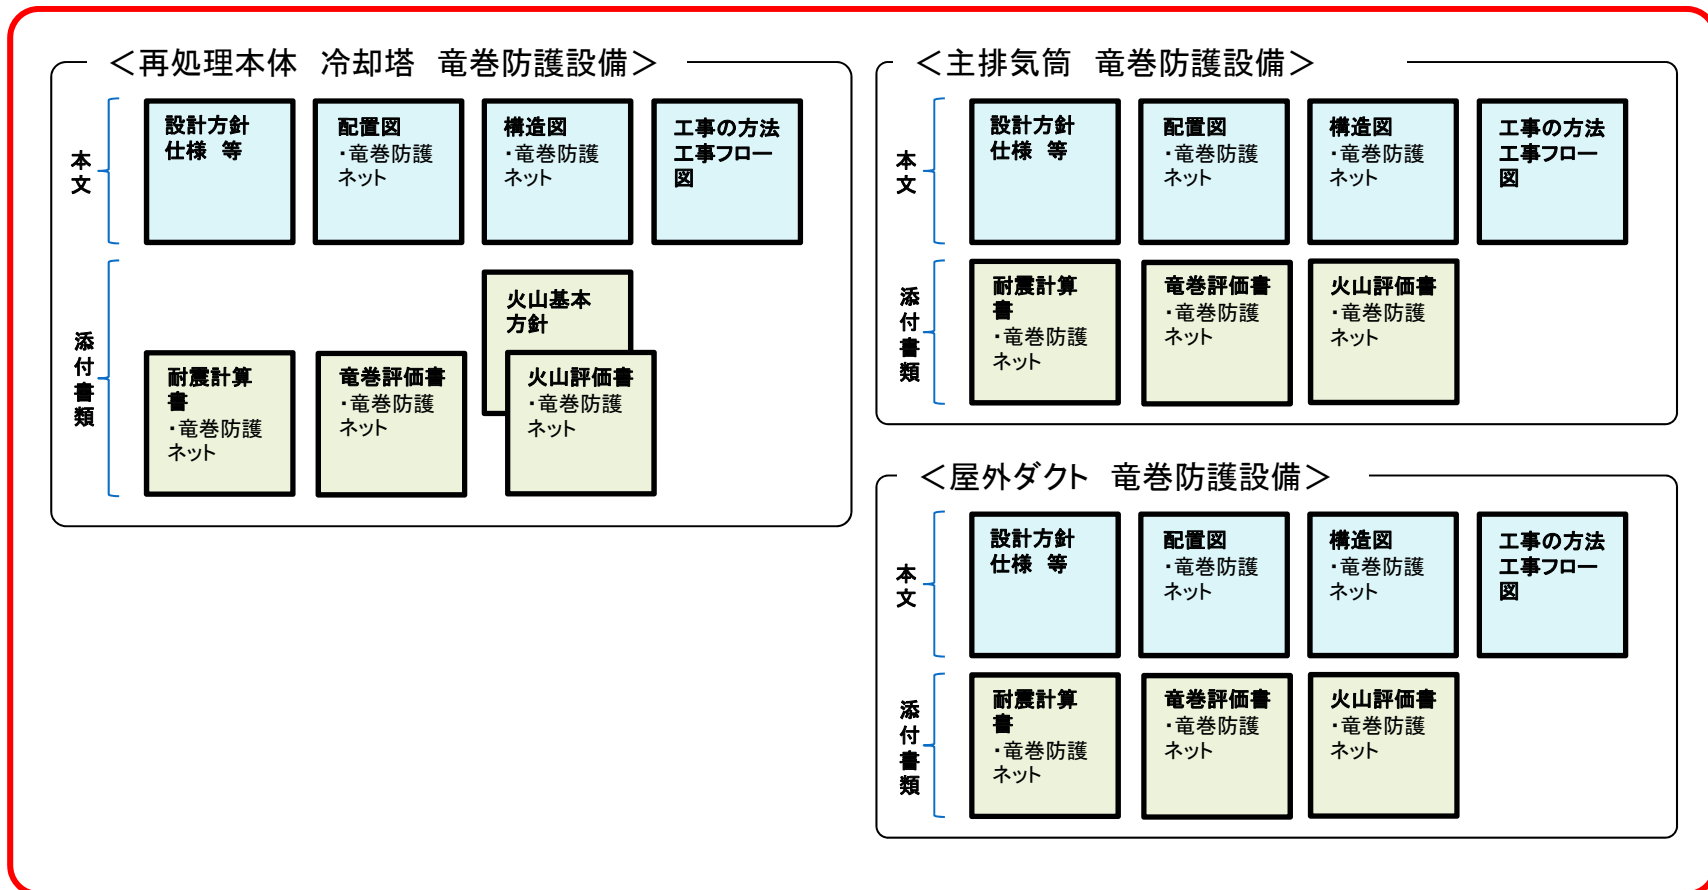 ＜再処理本体　冷却塔　竜巻防護設備＞
本文
設計方針
仕様　等
配置図
・竜巻防護
ネット
構造図
・竜巻防護
ネット
工事の方法
工事フロー
図
添付書類
火山基本
方針
耐震計算
書
・竜巻防護
ネット
竜巻評価書
・竜巻防護
ネット
火山評価書
・竜巻防護
ネット
＜主排気筒　竜巻防護設備＞
本文
設計方針
仕様　等
配置図
・竜巻防護
ネット
構造図
・竜巻防護
ネット
工事の方法
工事フロー
図
添付書類
耐震計算
書
・竜巻防護
ネット
竜巻評価書
・竜巻防護
ネット
火山評価書
・竜巻防護
ネット
＜屋外ダクト　竜巻防護設備＞
本文
設計方針
仕様　等
配置図
・竜巻防護
ネット
構造図
・竜巻防護
ネット
工事の方法
工事フロー
図
添付書類
耐震計算
書
・竜巻防護
ネット
竜巻評価書
・竜巻防護
ネット
火山評価書
・竜巻防護
ネット